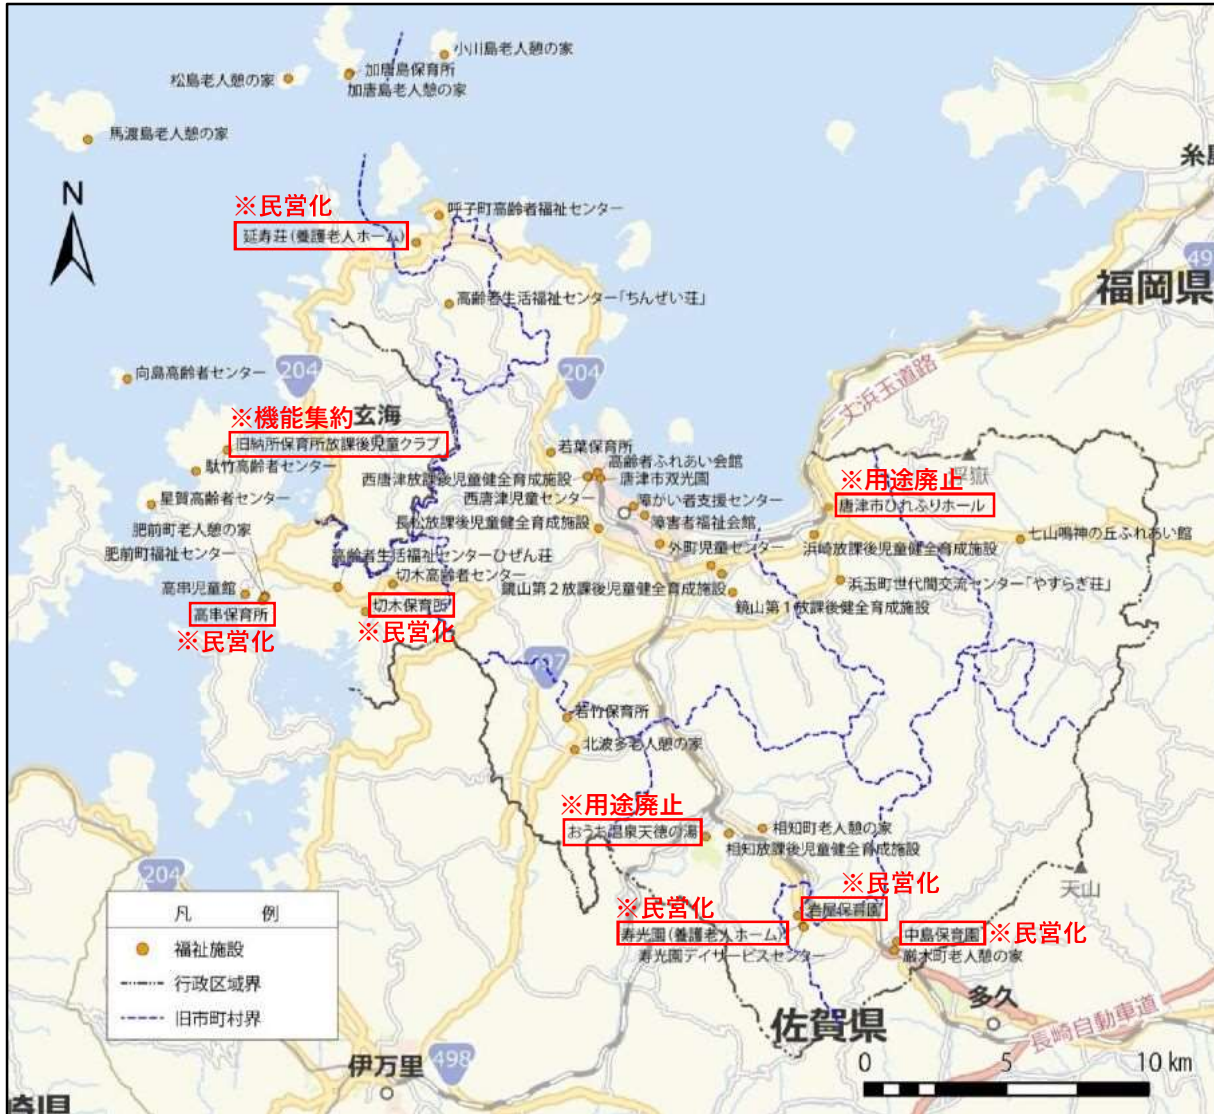 小川島老人憩の家
加唐島保育所
松島老人憩の家
加唐島老人憩の家
馬渡島老人憩の家
糸島
N
※民営化
呼子町高齢者福祉センター
延寿荘(養護老人ホーム)
49
福岡県
高齢者生活福祉センター「ちんぜい荘」
204
204
向島高齢者センター
二丈浜玉道路
※機能集約
玄海
旧納所保育所放課後児童クラブ
若葉保育所
駄竹高齢者センター
高齢者ふれあい会館
浮嶽
西唐津放課後児童健全育成施設
唐津市双光園
※用途廃止
星賀高齢者センター
西唐津児童センター
障がい者支援センター
唐津市ひれふりホール
肥前町老人憩の家
長松放課後児童健全育成施設
障害者福祉会館
七山鳴神の丘ふれあい館
肥前町福祉センター
高齢者生活福祉センターひぜん荘
外町児童センター
浜崎放課後児童健全育成施設
切木高齢者センター
高串児童館
鏡山第２放課後児童健全育成施設
浜玉町世代間交流センター「やすらぎ荘」
高串保育所
切木保育所
鏡山第１放課後健全育成施設
※民営化
※民営化
497
若竹保育所
北波多老人憩の家
※用途廃止
おうち温泉天徳の湯
相知町老人憩の家
相知放課後児童健全育成施設
204
天山
※民営化
凡 例
※民営化
岩屋保育園
福祉施設
寿光園(養護老人ホーム)
中島保育園
※民営化
寿光園デイサービスセンター
厳木町老人憩の家
行政区域界
多久
旧市町村界
佐賀県
長崎自動車道
伊万里
498
0 5 10 km
崎県